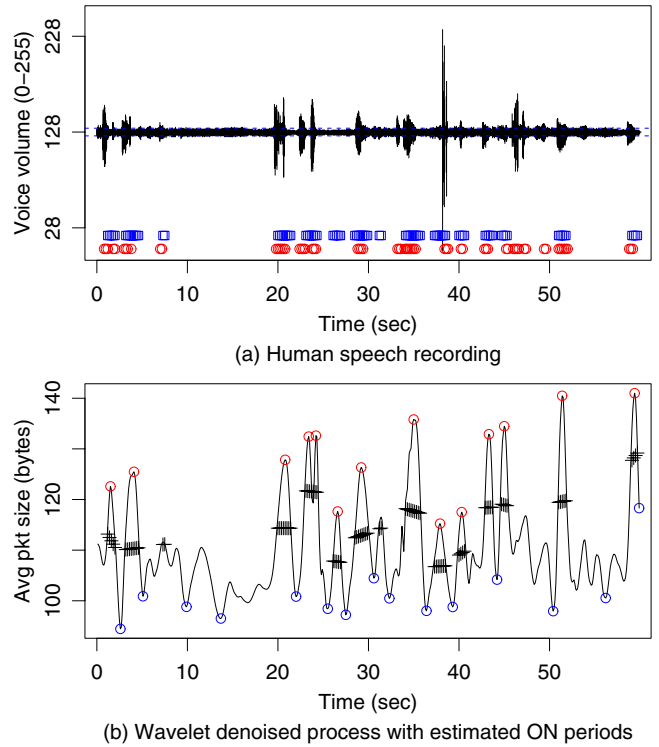 228
128
28
Voice volume (0−255)
0 10 20 30 40 50
Time (sec)
(a) Human speech recording
140
120
100
Avg pkt size (bytes)
0 10 20 30 40 50
Time (sec)
(b) Wavelet denoised process with estimated ON periods